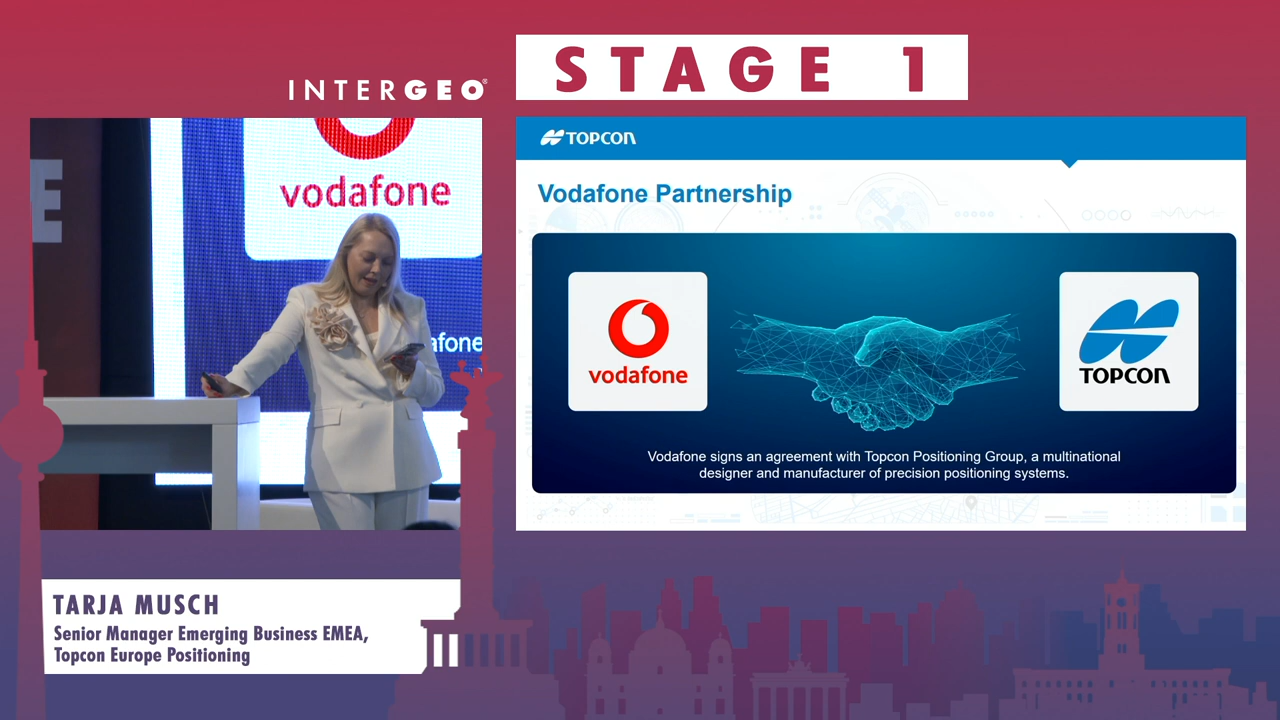 INTERGEO®
STAGE 1
E
vodafone
afone
TOPCON
Vodafone Partnership
vodafone
TOPCON
Vodafone signs an agreement with Topcon Positioning Group, a multinational
designer and manufacturer of precision positioning systems.
TARJA MUSCH
Senior Manager Emerging Business EMEA,
Topcon Europe Positioning